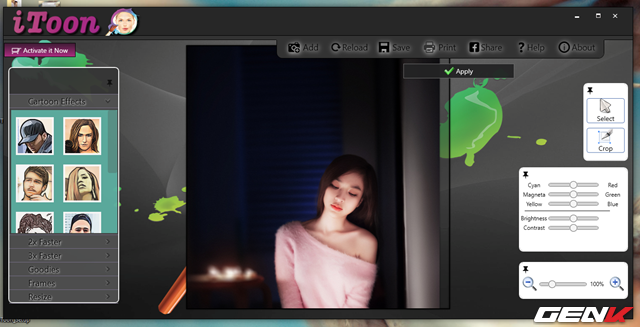 iToon
Activate it Now
Add Reload Save Print Share Help About
Apply
Cartoon Effects
2x Faster
3x Faster
Goodies
Frames
Resize
Select
Crop
Cyan Red
Magneta Green
Yellow Blue
Brightness
Contrast
100%
GENK